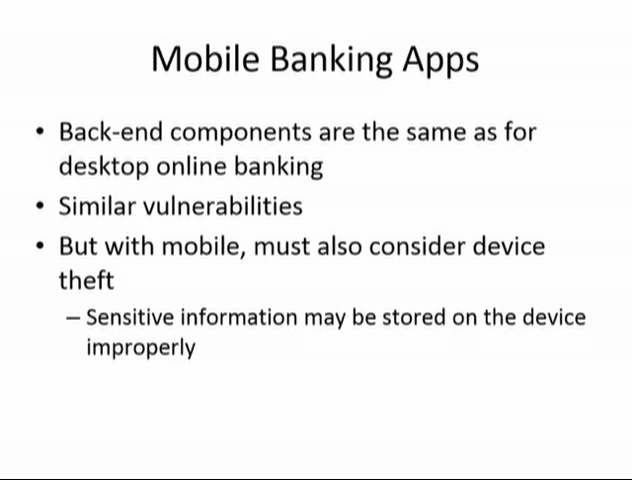 Mobile Banking Apps
• Back-end components are the same as for
desktop online banking
• Similar vulnerabilities
• But with mobile, must also consider device
theft
– Sensitive information may be stored on the device
improperly